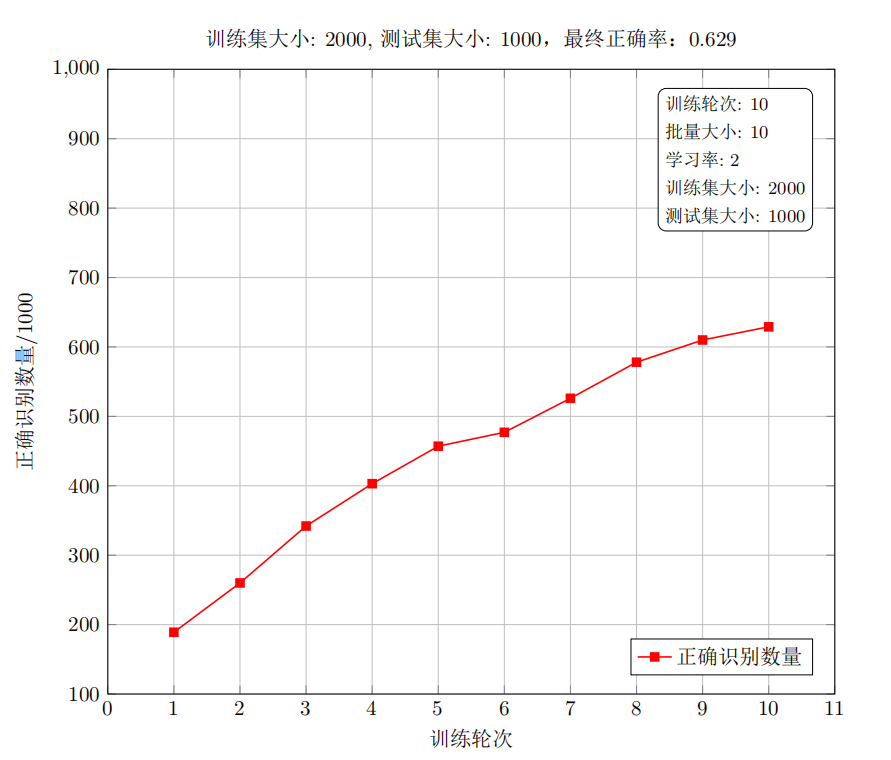 训练集大小: 2000, 测试集大小: 1000，最终正确率：0.629
1,000
900
800
700
600
500
400
300
200
100
正确识别数量/1000
训练轮次: 10
批量大小: 10
学习率: 2
训练集大小: 2000
测试集大小: 1000
正确识别数量
0 1 2 3 4 5 6 7 8 9 10 11
训练轮次